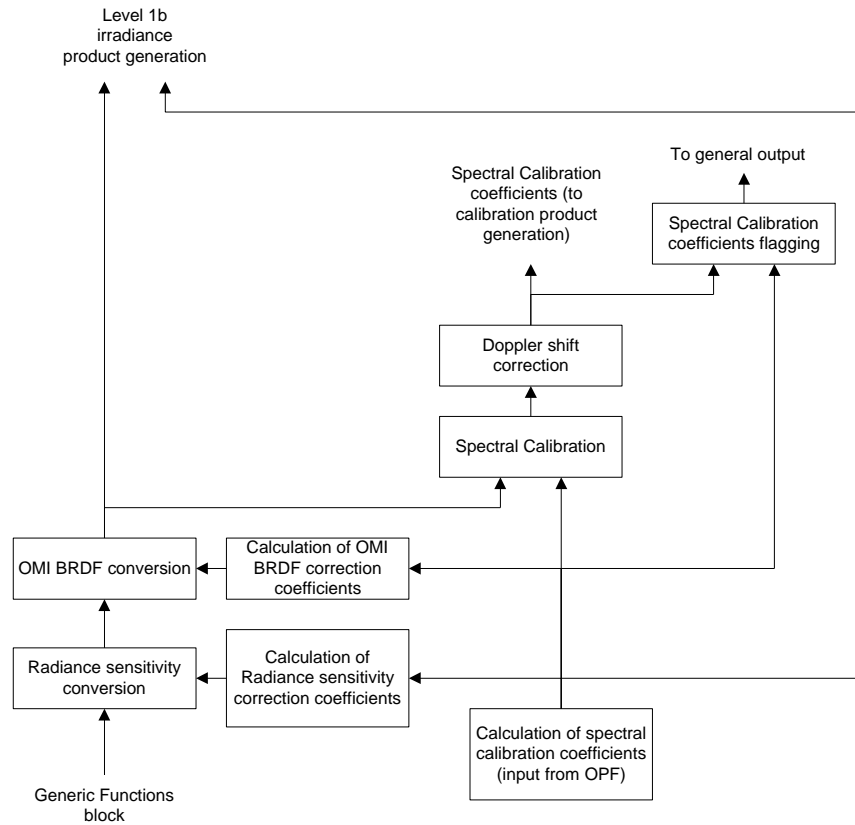 Level 1b
irradiance
product generation
To general output
Spectral Calibration
coefficients (to
calibration product
generation)
Spectral Calibration
coefficients flagging
Doppler shift
correction
Spectral Calibration
OMI BRDF conversion
Calculation of OMI
BRDF correction
coefficients
Radiance sensitivity
conversion
Calculation of
Radiance sensitivity
correction coefficients
Calculation of spectral
calibration coefficients
(input from OPF)
Generic Functions
block